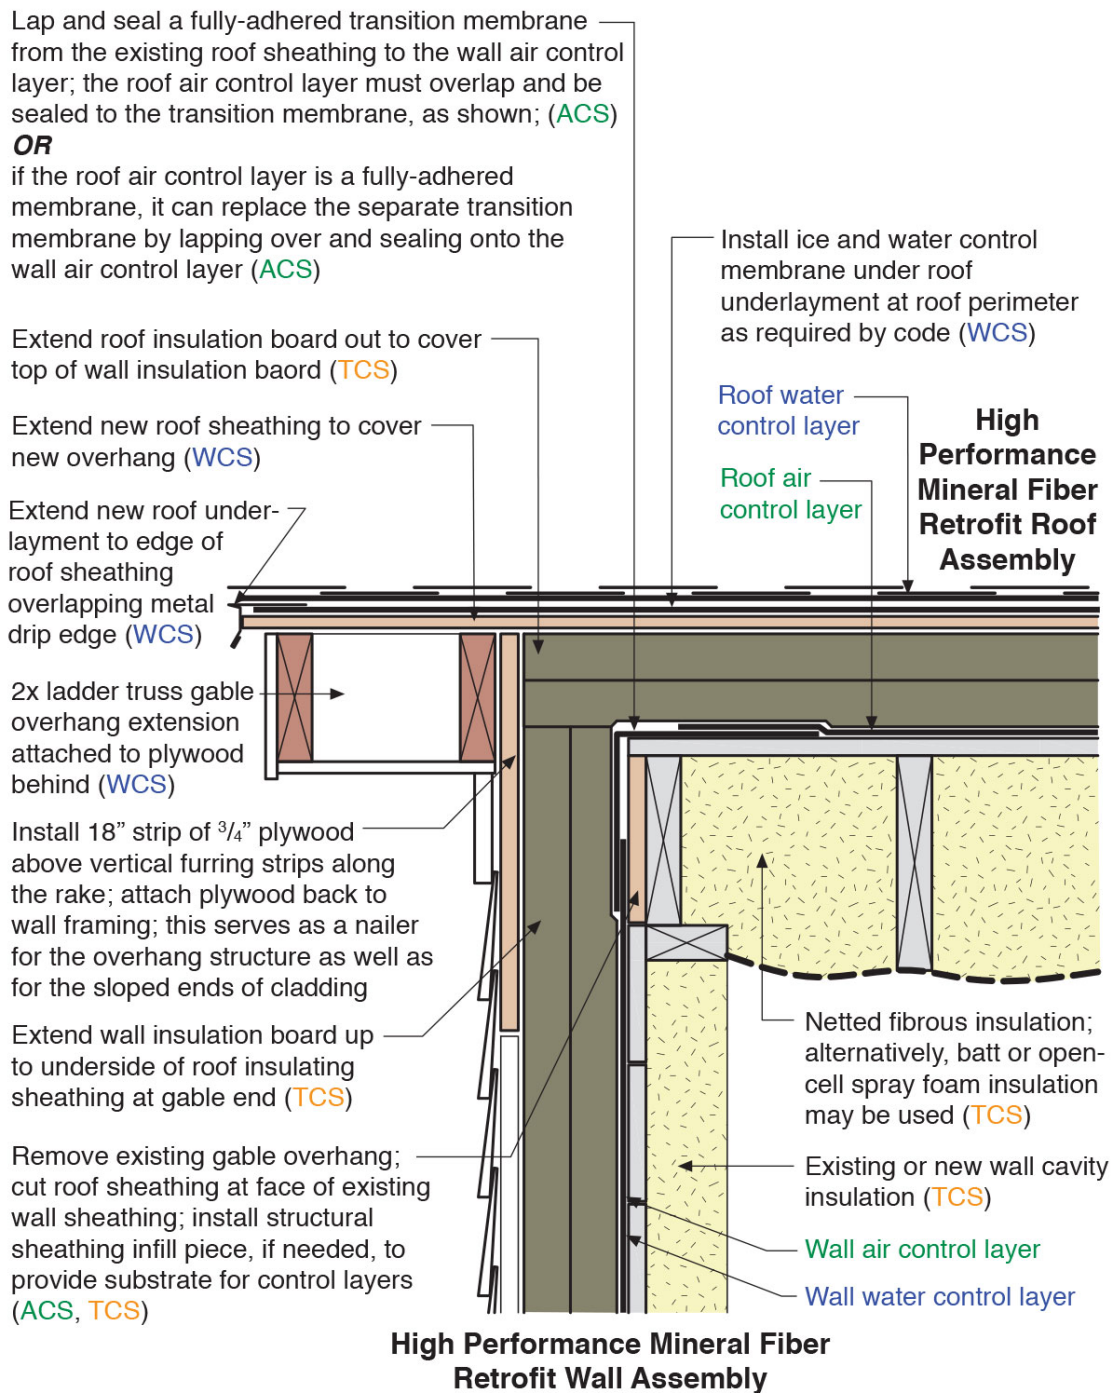 Lap and seal a fully-adhered transition membrane
from the existing roof sheathing to the wall air control
layer; the roof air control layer must overlap and be
sealed to the transition membrane, as shown; (ACS)
OR
if the roof air control layer is a fully-adhered
membrane, it can replace the separate transition
membrane by lapping over and sealing onto the
wall air control layer (ACS)
Install ice and water control
membrane under roof
underlayment at roof perimeter
as required by code (WCS)
Extend roof insulation board out to cover
top of wall insulation baord (TCS)
Roof water
control layer
High
Performance
Mineral Fiber
Retrofit Roof
Assembly
Extend new roof sheathing to cover
new overhang (WCS)
Roof air
control layer
Extend new roof under-
layment to edge of
roof sheathing
overlapping metal
drip edge (WCS)
2x ladder truss gable
overhang extension
attached to plywood
behind (WCS)
Install 18” strip of 3/4” plywood
above vertical furring strips along
the rake; attach plywood back to
wall framing; this serves as a nailer
for the overhang structure as well as
for the sloped ends of cladding
Extend wall insulation board up
to underside of roof insulating
sheathing at gable end (TCS)
Netted fibrous insulation;
alternatively, batt or open-
cell spray foam insulation
may be used (TCS)
Remove existing gable overhang;
cut roof sheathing at face of existing
wall sheathing; install structural
sheathing infill piece, if needed, to
provide substrate for control layers
(ACS, TCS)
Existing or new wall cavity
insulation (TCS)
Wall air control layer
Wall water control layer
High Performance Mineral Fiber
Retrofit Wall Assembly